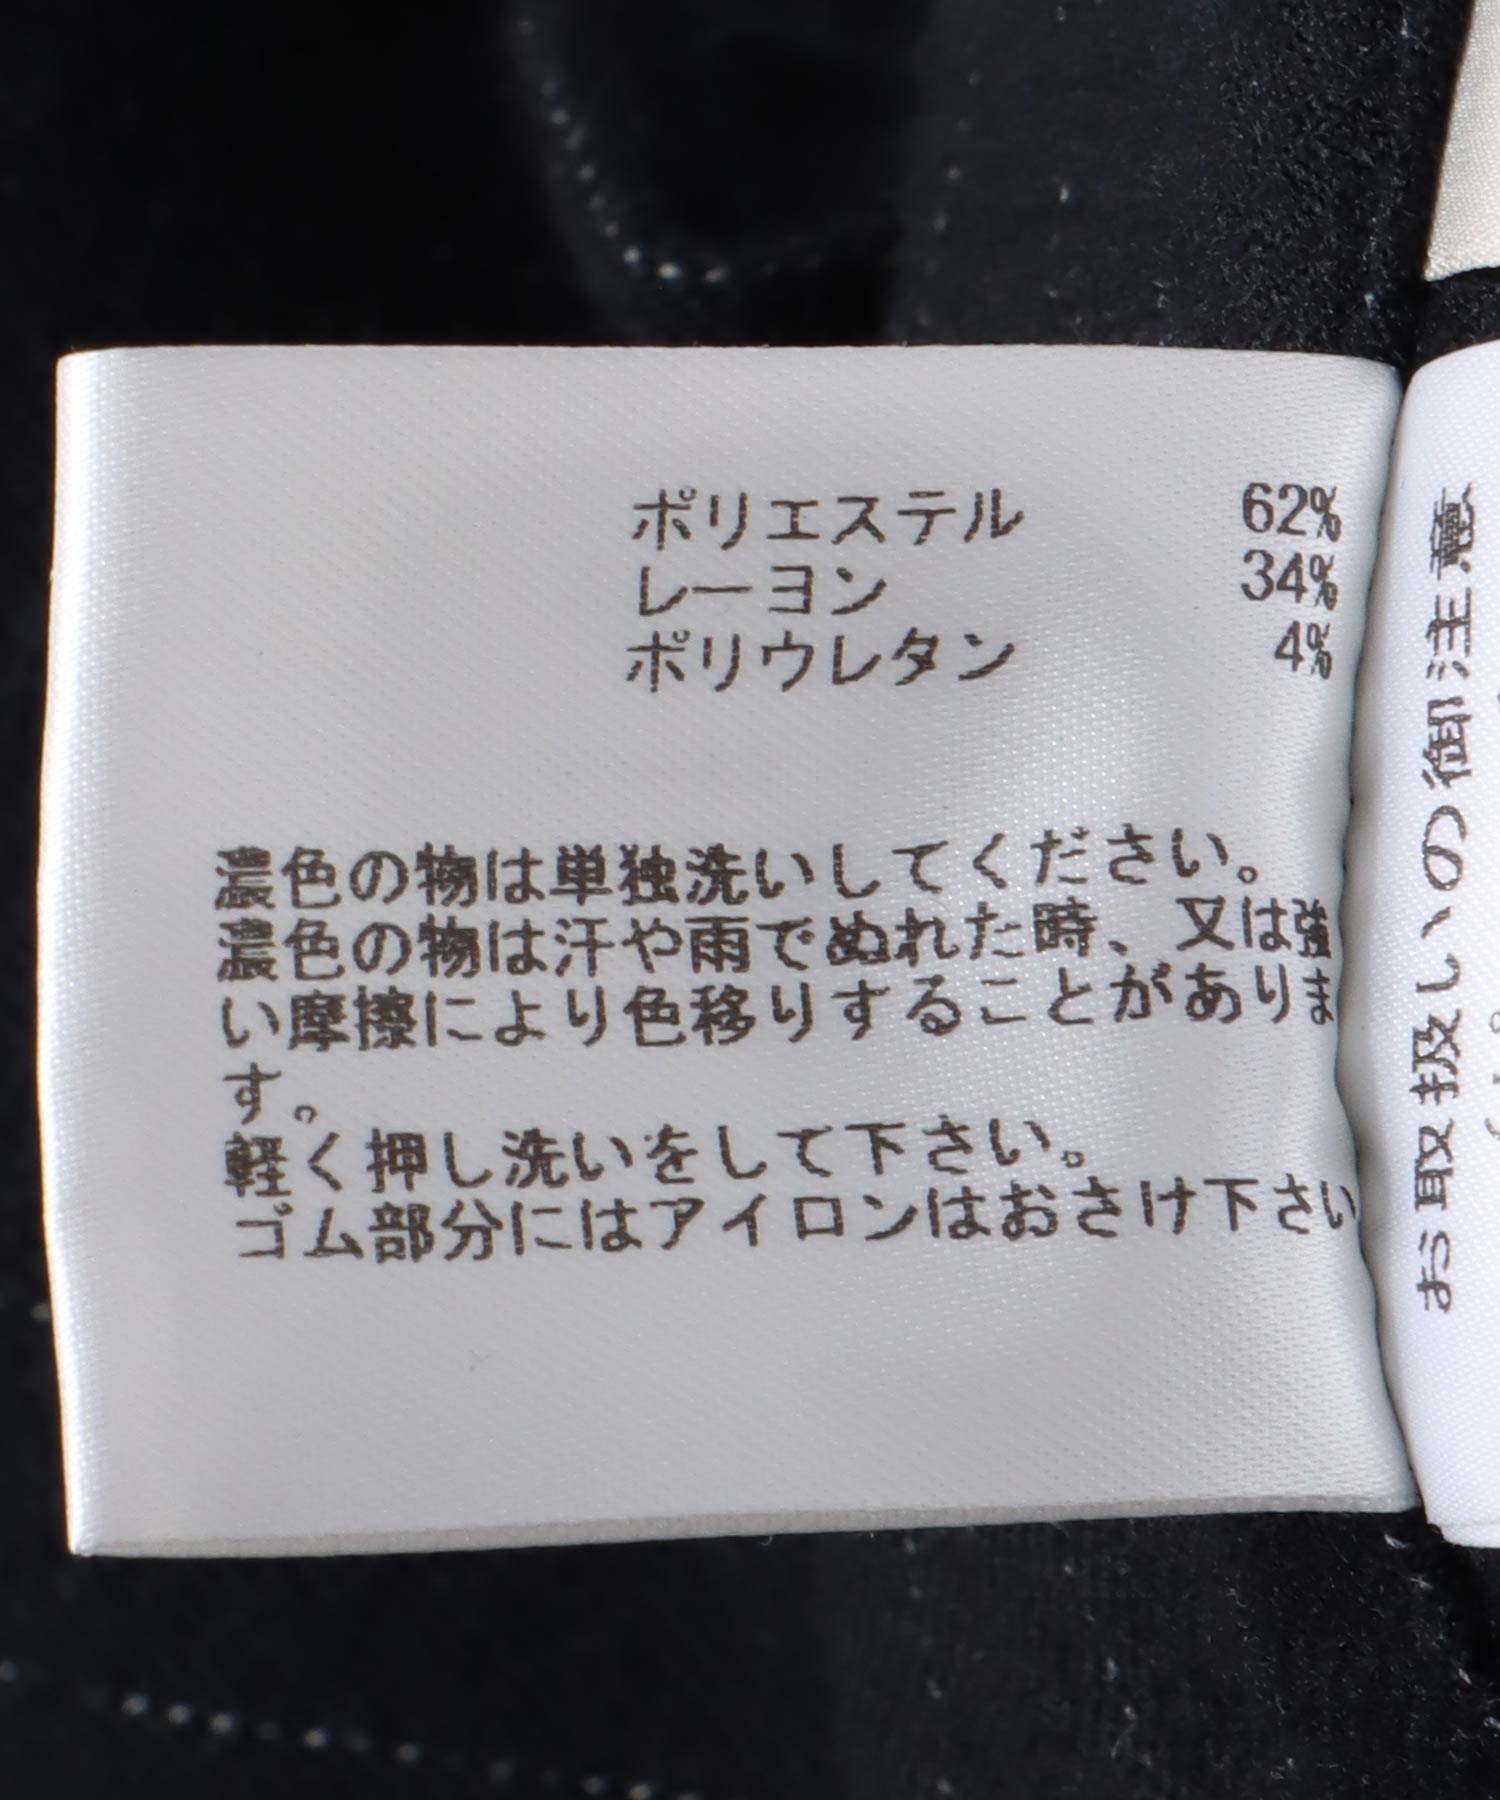 ポリエステル 62%
レーヨン 34%
ポリウレタン 4%
濃色の物は単独洗いしてください。
濃色の物は汗や雨でぬれた時、又は強
い摩擦により色移りすることがありま
す。
軽く押し洗いをして下さい。
ゴム部分にはアイロンはおさけ下さい
お取扱い、の御注意